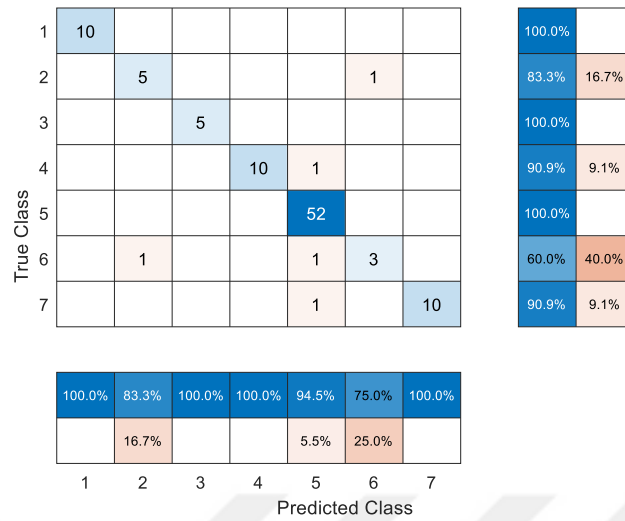 1 10 100.0%
2 5 1 83.3% 16.7%
3 5 100.0%
4 10 1 90.9% 9.1%
5 52 100.0%
6 1 1 3 60.0% 40.0%
7 1 10 90.9% 9.1%
True Class
100.0% 83.3% 100.0% 100.0% 94.5% 75.0% 100.0%
16.7% 5.5% 25.0%
1 2 3 4 5 6 7
Predicted Class